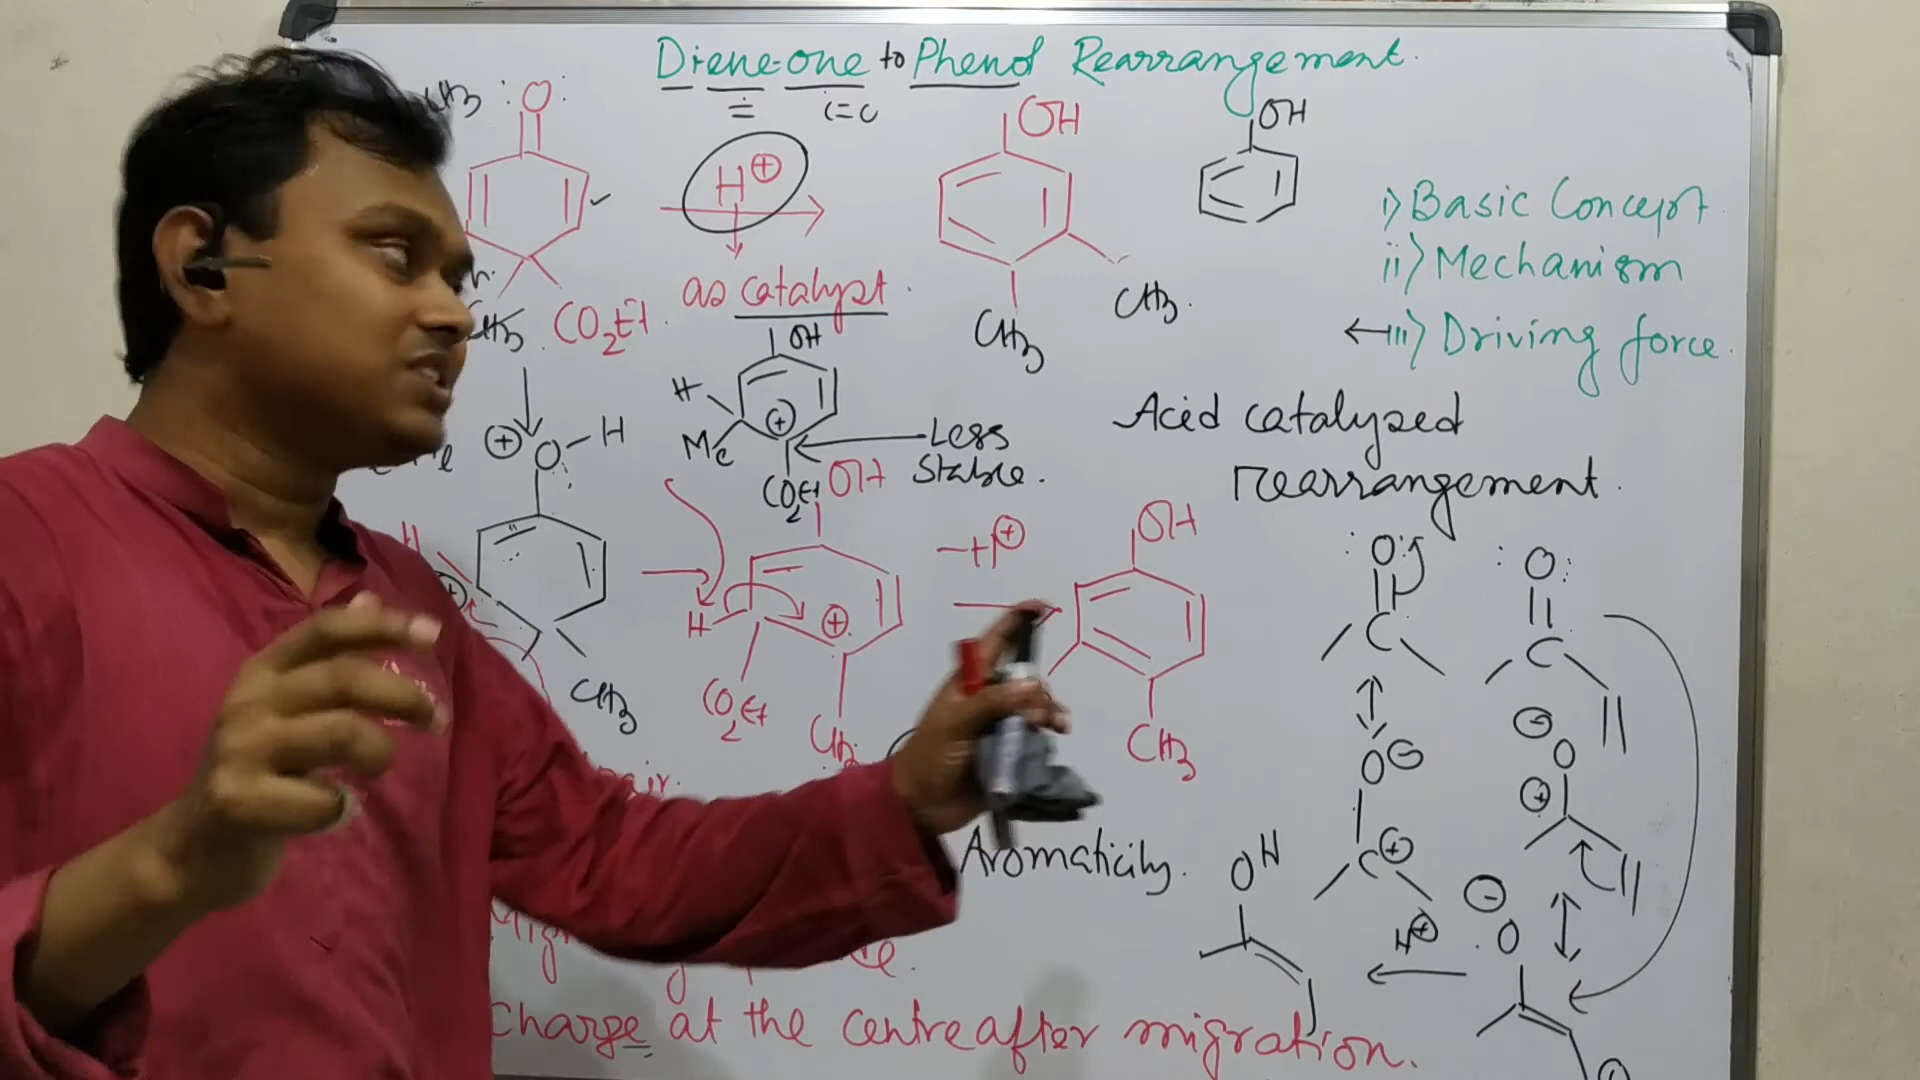 Diene-one to Phenol Rearrangement.
= C=C
CH3 :O:
H⊕
OH
OH
CH3
CO2Et.
as catalyst.
CH3
CH3.
i) Basic Concept
ii) Mechanism
←iii) Driving force.
OH
H
Me
⊕
CO2Et
← Less
Stable.
Acid catalyzed
rearrangement.
⊕ O-H
H
⊕
CH3
OH
H
⊕
CO2Et
CH3
-H⊕
OH
CH3
:O:
C
O⊖
C⊕
:O:
C
⊖
O
⊕
⊖
O
H⊕
OH
Aromaticity.
charge at the centre after migration.